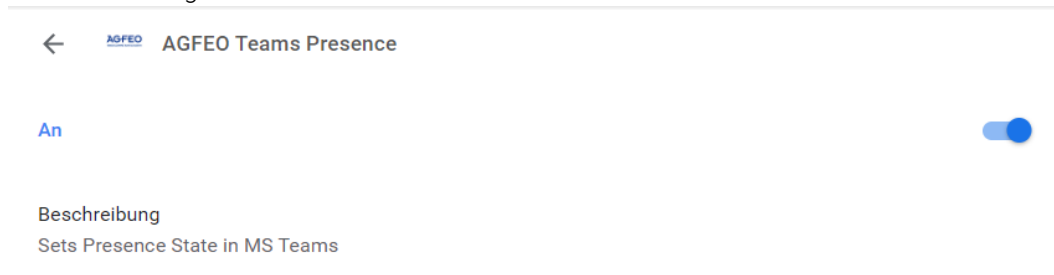 AGFEO AGFEO Teams Presence
An
Beschreibung
Sets Presence State in MS Teams